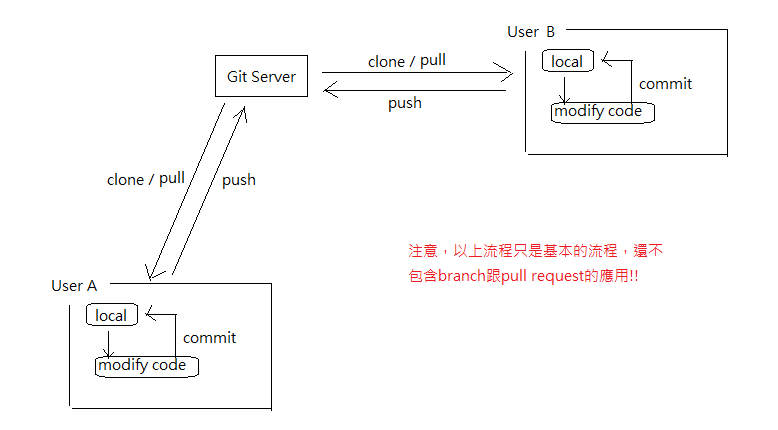 User B
local
commit
modify code
clone / pull
push
Git Server
clone / pull
push
注意，以上流程只是基本的流程，還不
包含branch跟pull request的應用!!
User A
local
commit
modify code